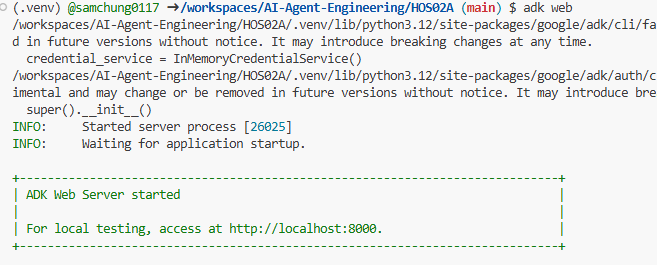 (.venv) @samchung0117 ➜/workspaces/AI-Agent-Engineering/HOS02A (main) $ adk web
/workspaces/AI-Agent-Engineering/HOS02A/.venv/lib/python3.12/site-packages/google/adk/cli/fa
d in future versions without notice. It may introduce breaking changes at any time.
  credential_service = InMemoryCredentialService()
/workspaces/AI-Agent-Engineering/HOS02A/.venv/lib/python3.12/site-packages/google/adk/auth/c
imental and may change or be removed in future versions without notice. It may introduce bre
  super().__init__()
INFO:     Started server process [26025]
INFO:     Waiting for application startup.

+-----------------------------------------------------------------------------+
| ADK Web Server started                                                      |
|                                                                             |
| For local testing, access at http://localhost:8000.                         |
+-----------------------------------------------------------------------------+